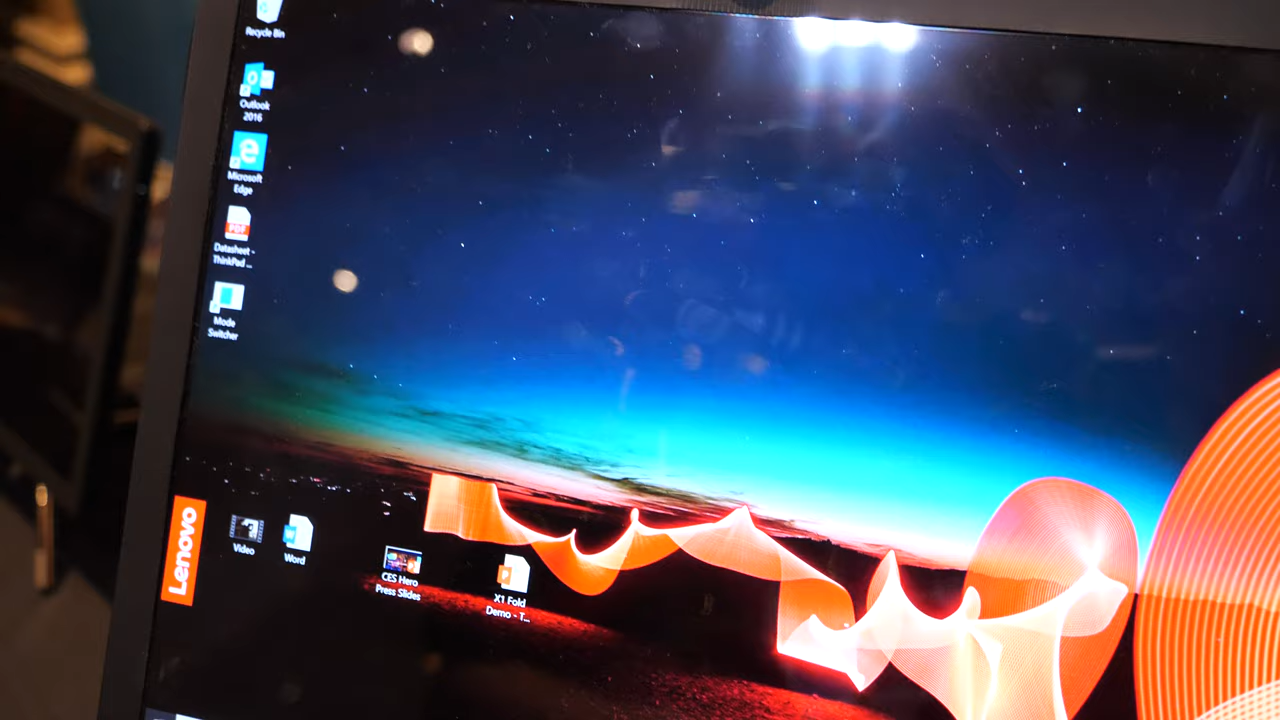 Recycle Bin
Outlook
2016
Microsoft
Edge
PDF
Datasheet -
ThinkPad ...
Mode
Switcher
Lenovo
Video
Word
CES Hero
Press Slides
X1 Fold
Demo - T...